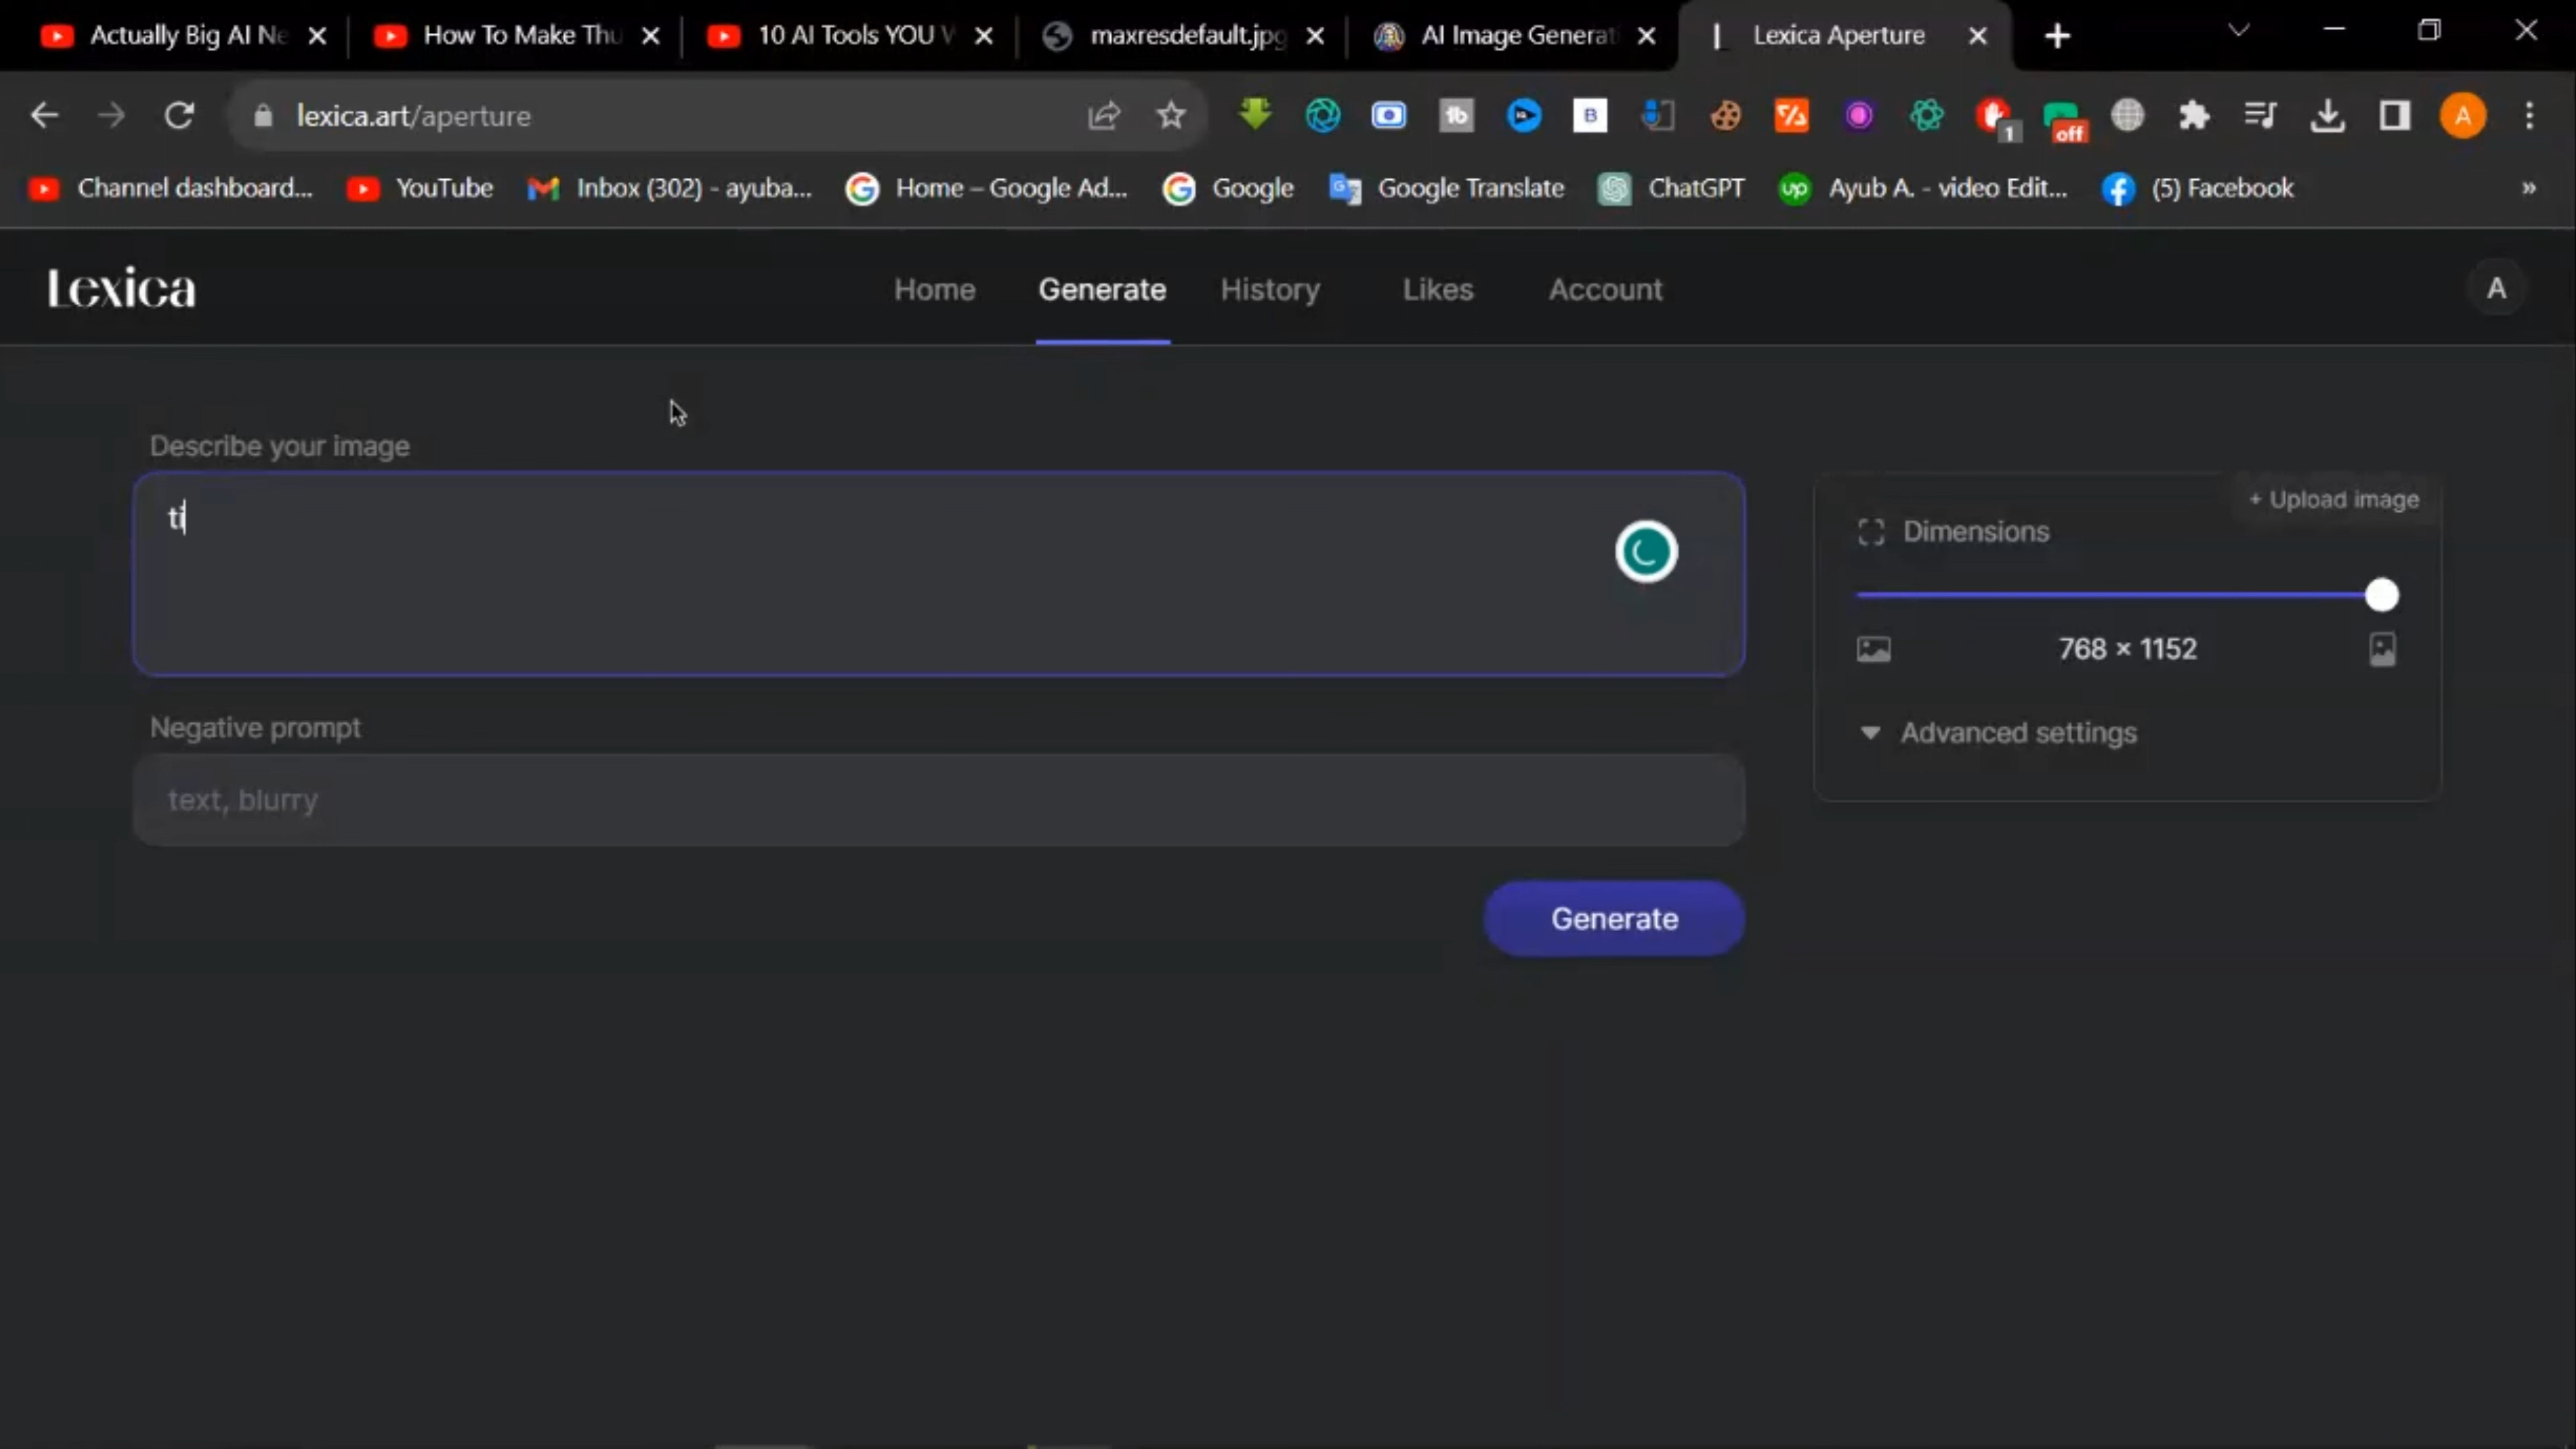 Actually Big AI Ne
How To Make Thu
10 AI Tools YOU
maxresdefault.jpg
AI Image Generat
Lexica Aperture
lexica.art/aperture
1
off
A
Channel dashboard...
YouTube
Inbox (302) - ayuba...
Home – Google Ad...
Google
Google Translate
ChatGPT
up
Ayub A. - video Edit...
(5) Facebook
»
Lexica
Home
Generate
History
Likes
Account
A
Describe your image
+ Upload image
ti
Dimensions
768 × 1152
Negative prompt
Advanced settings
text, blurry
Generate